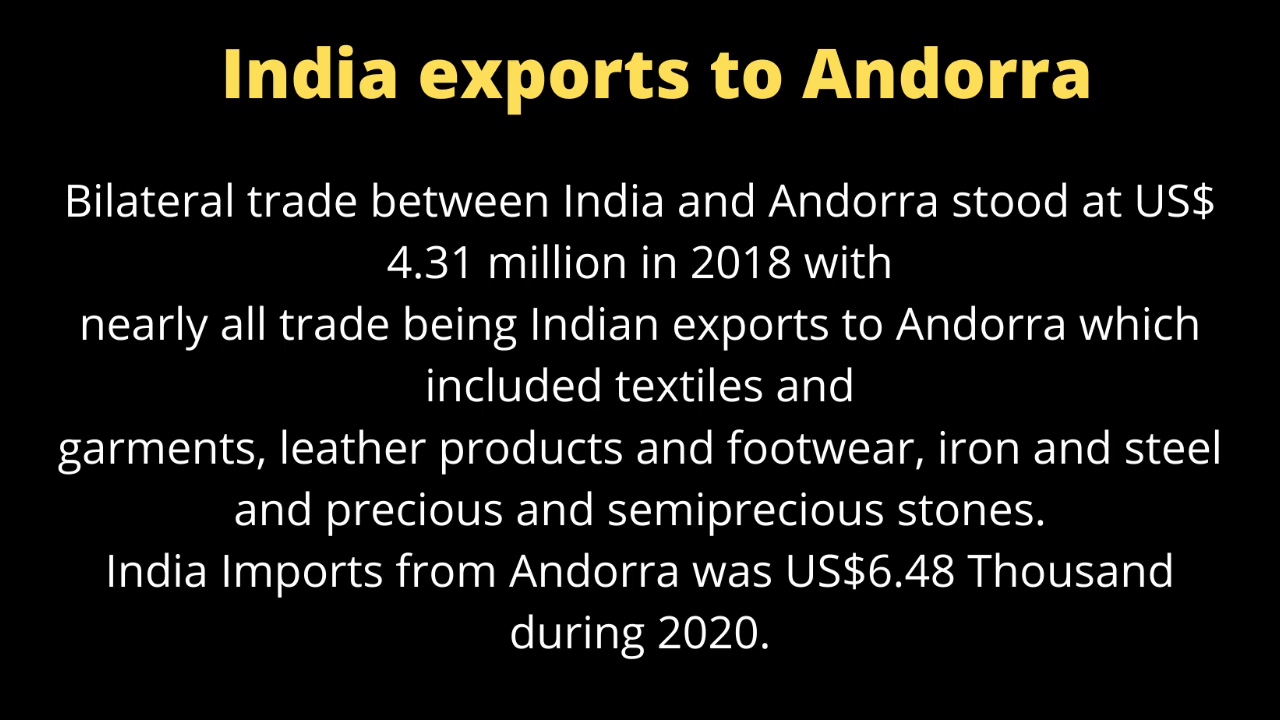 India exports to Andorra
Bilateral trade between India and Andorra stood at US$
4.31 million in 2018 with
nearly all trade being Indian exports to Andorra which
included textiles and
garments, leather products and footwear, iron and steel
and precious and semiprecious stones.
India Imports from Andorra was US$6.48 Thousand
during 2020.